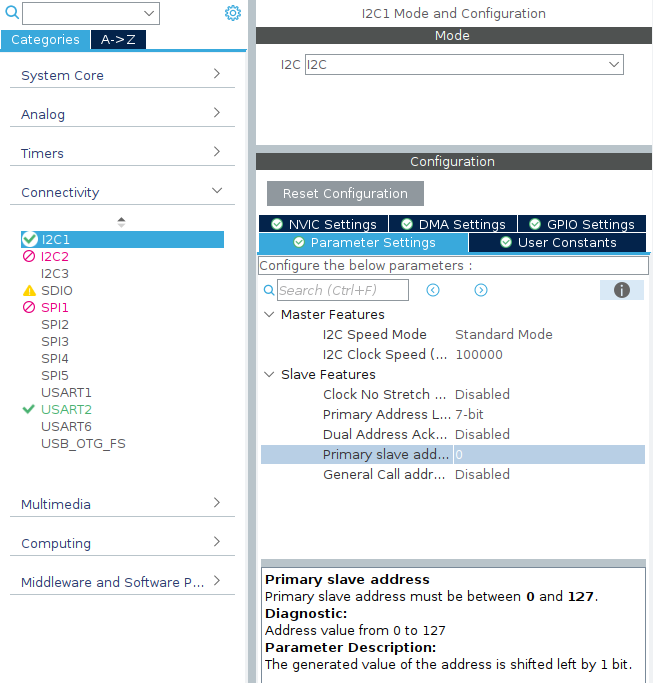 Categories
A->Z
System Core
Analog
Timers
Connectivity
I2C1
I2C2
I2C3
SDIO
SPI1
SPI2
SPI3
SPI4
SPI5
USART1
USART2
USART6
USB_OTG_FS
Multimedia
Computing
Middleware and Software P...
I2C1 Mode and Configuration
Mode
I2C I2C
Configuration
Reset Configuration
NVIC Settings DMA Settings GPIO Settings
Parameter Settings User Constants
Configure the below parameters :
Search (Ctrl+F)
Master Features
I2C Speed Mode Standard Mode
I2C Clock Speed (... 100000
Slave Features
Clock No Stretch ... Disabled
Primary Address L... 7-bit
Dual Address Ack... Disabled
Primary slave add... 0
General Call addr... Disabled
Primary slave address
Primary slave address must be between 0 and 127.
Diagnostic:
Address value from 0 to 127
Parameter Description:
The generated value of the address is shifted left by 1 bit.